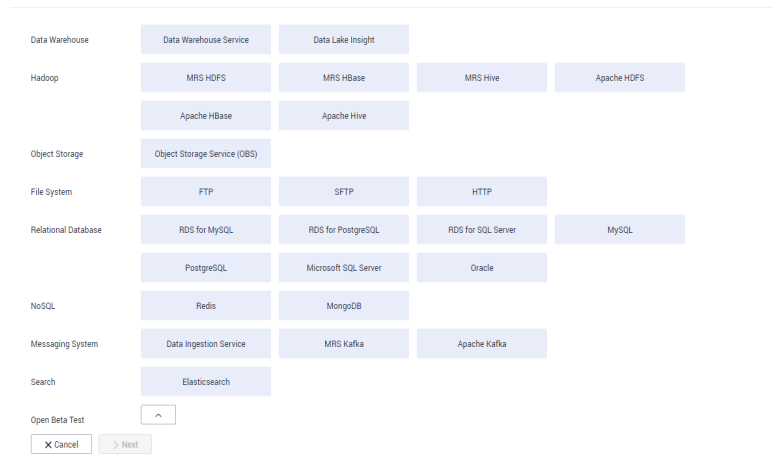 Data Warehouse Data Warehouse Service Data Lake Insight
Hadoop MRS HDFS MRS HBase MRS Hive Apache HDFS
Apache HBase Apache Hive
Object Storage Object Storage Service (OBS)
File System FTP SFTP HTTP
Relational Database RDS for MySQL RDS for PostgreSQL RDS for SQL Server MySQL
PostgreSQL Microsoft SQL Server Oracle
NoSQL Redis MongoDB
Messaging System Data Ingestion Service MRS Kafka Apache Kafka
Search Elasticsearch
Open Beta Test
Cancel Next